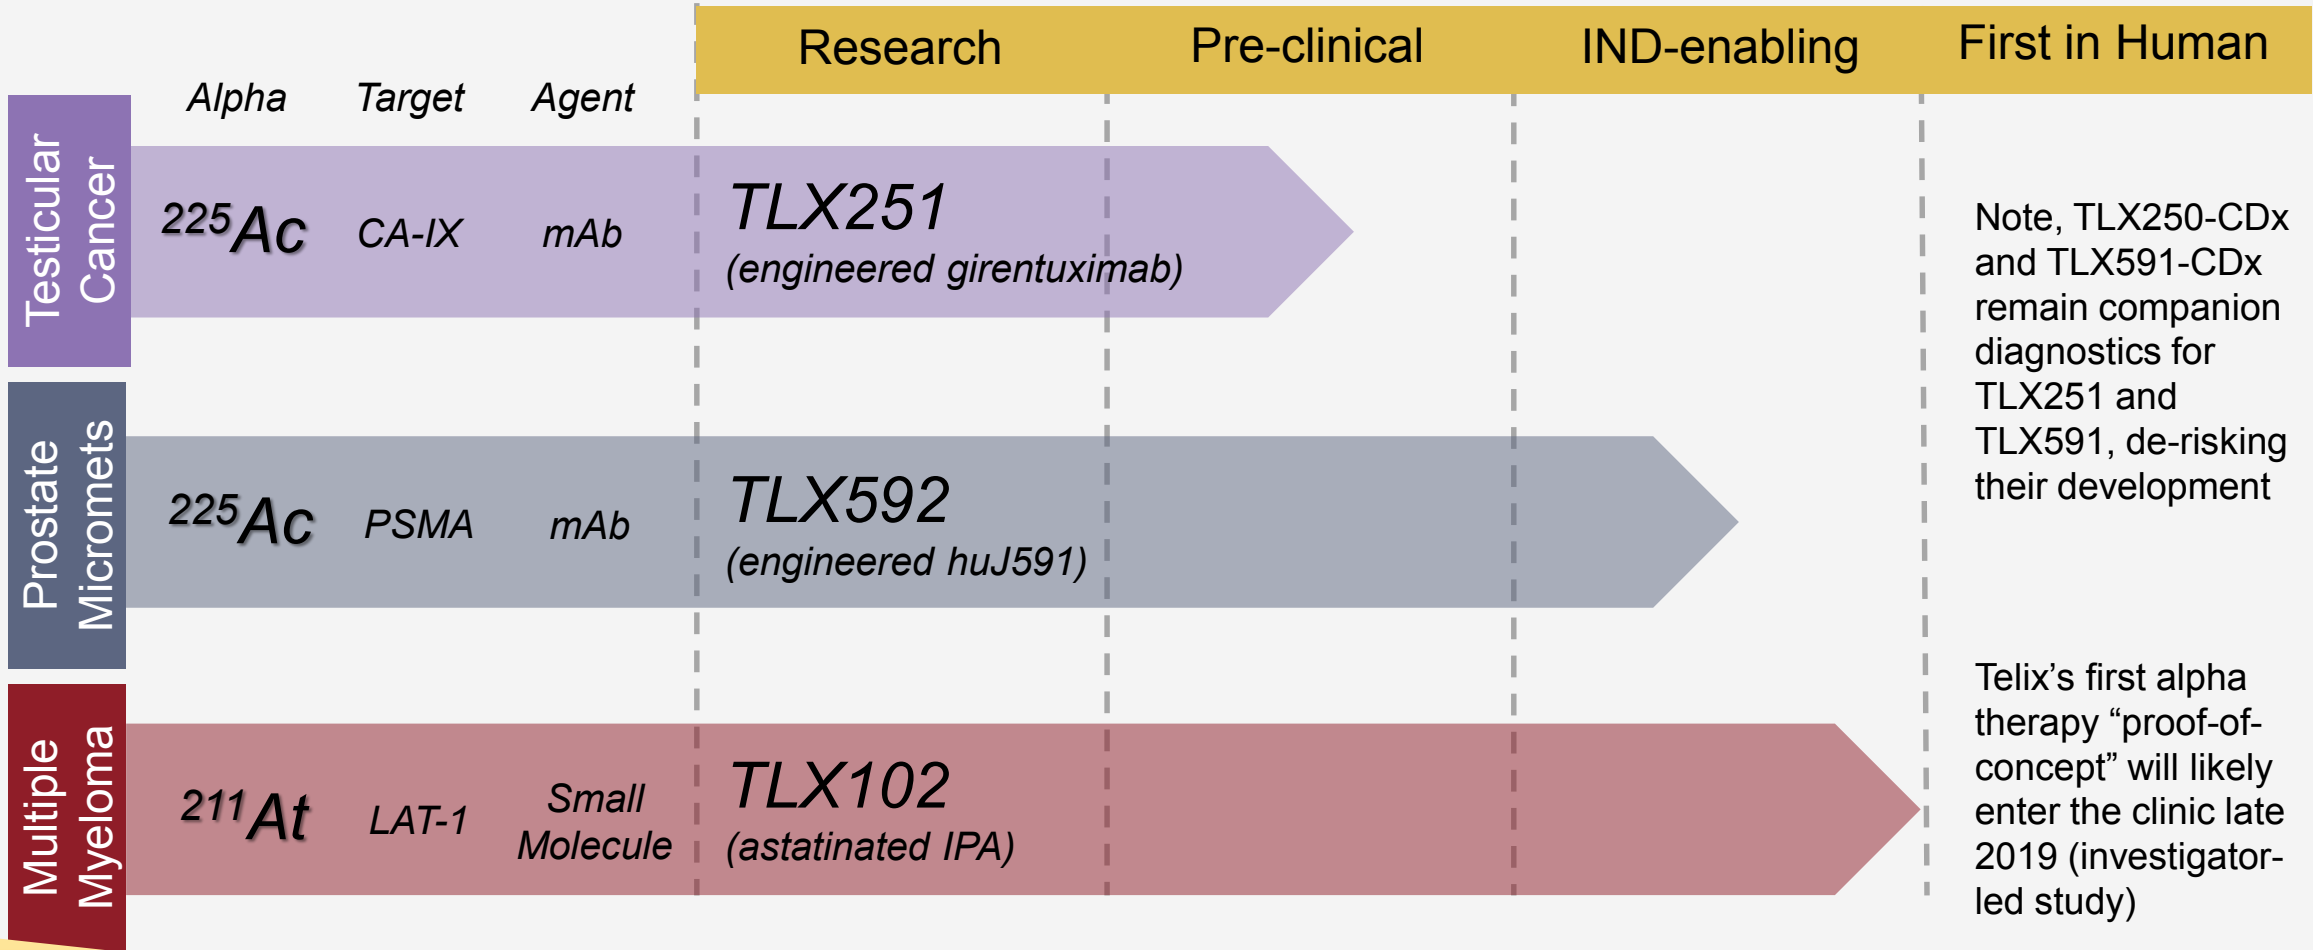 Research
Pre-clinical
IND-enabling
First in Human
Alpha
Target
Agent
Testicular
Cancer
225Ac
CA-IX
mAb
TLX251
(engineered girentuximab)
Note, TLX250-CDx
and TLX591-CDx
remain companion
diagnostics for
TLX251 and
TLX591, de-risking
their development
Prostate
Micromets
225Ac
PSMA
mAb
TLX592
(engineered huJ591)
Multiple
Myeloma
211At
LAT-1
Small
Molecule
TLX102
(astatinated IPA)
Telix’s first alpha
therapy “proof-of-
concept” will likely
enter the clinic late
2019 (investigator-
led study)